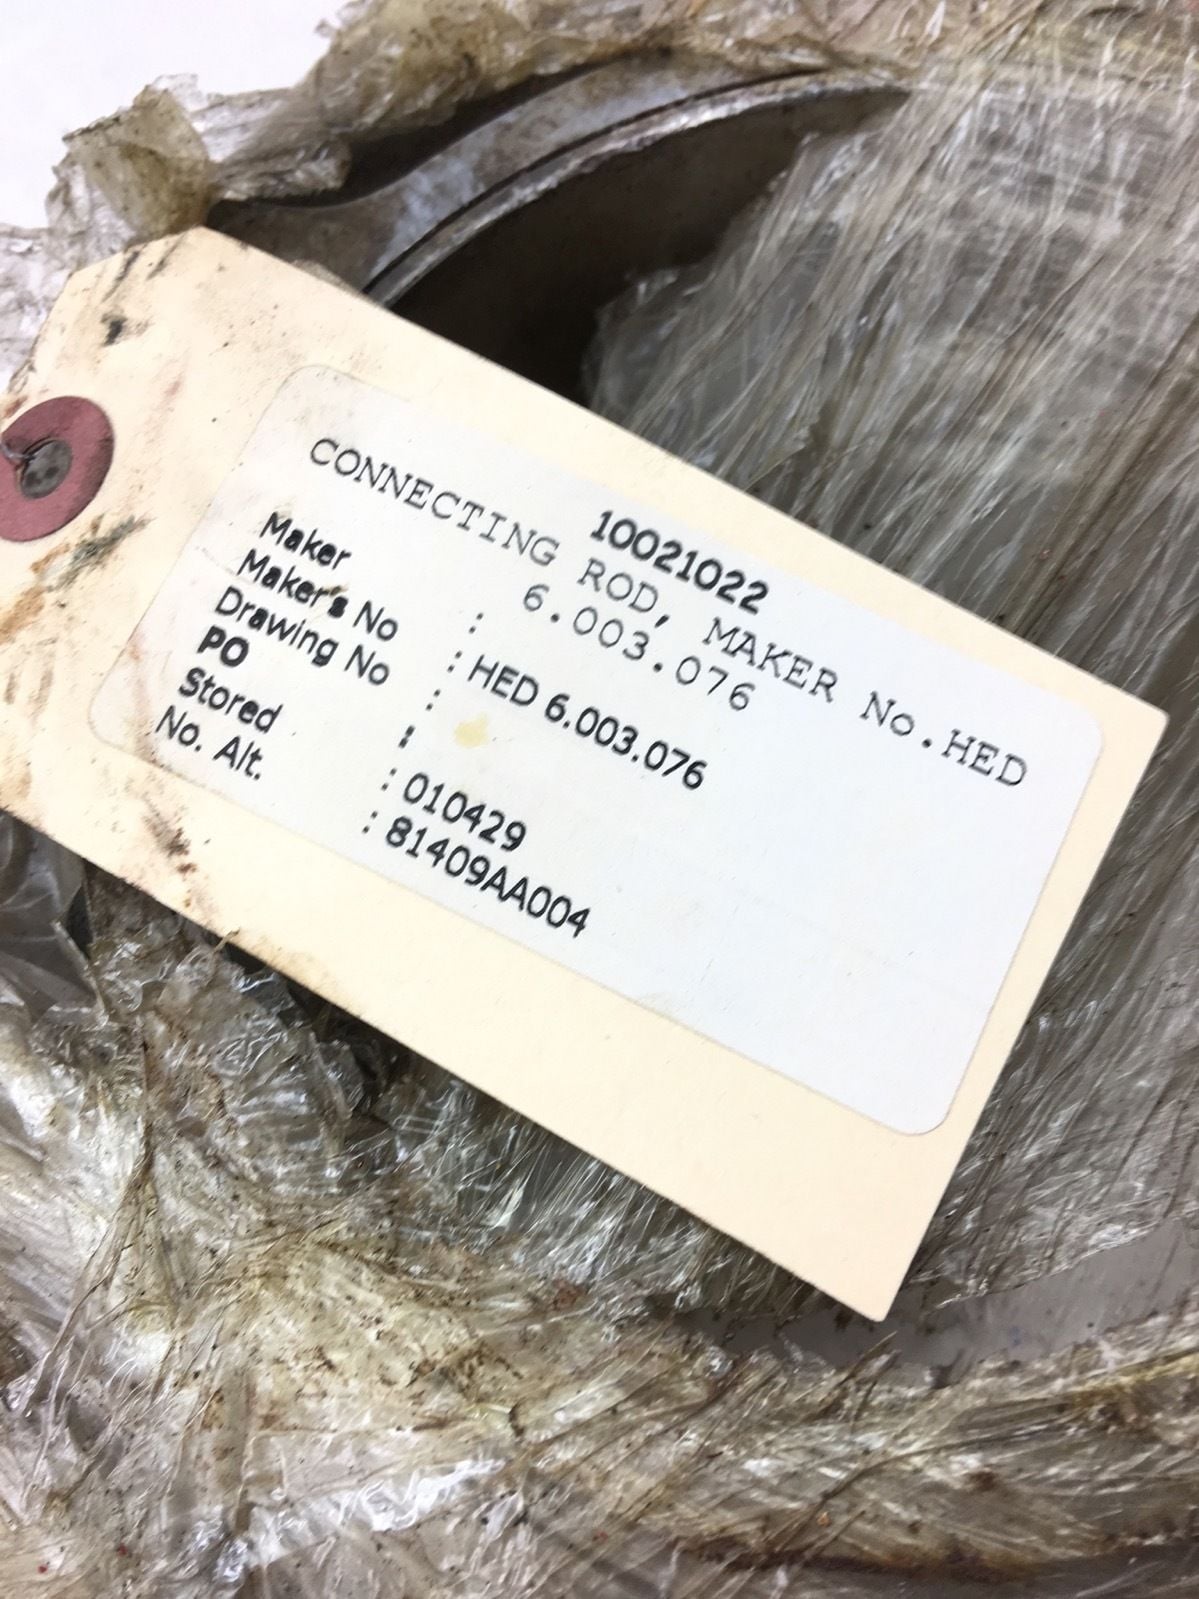 10021022
CONNECTING ROD, MAKER No.HED
6.003.076
Maker :
Maker's No : HED 6.003.076
Drawing No :
PO :
Stored : 010429
No. Alt. : 81409AA004